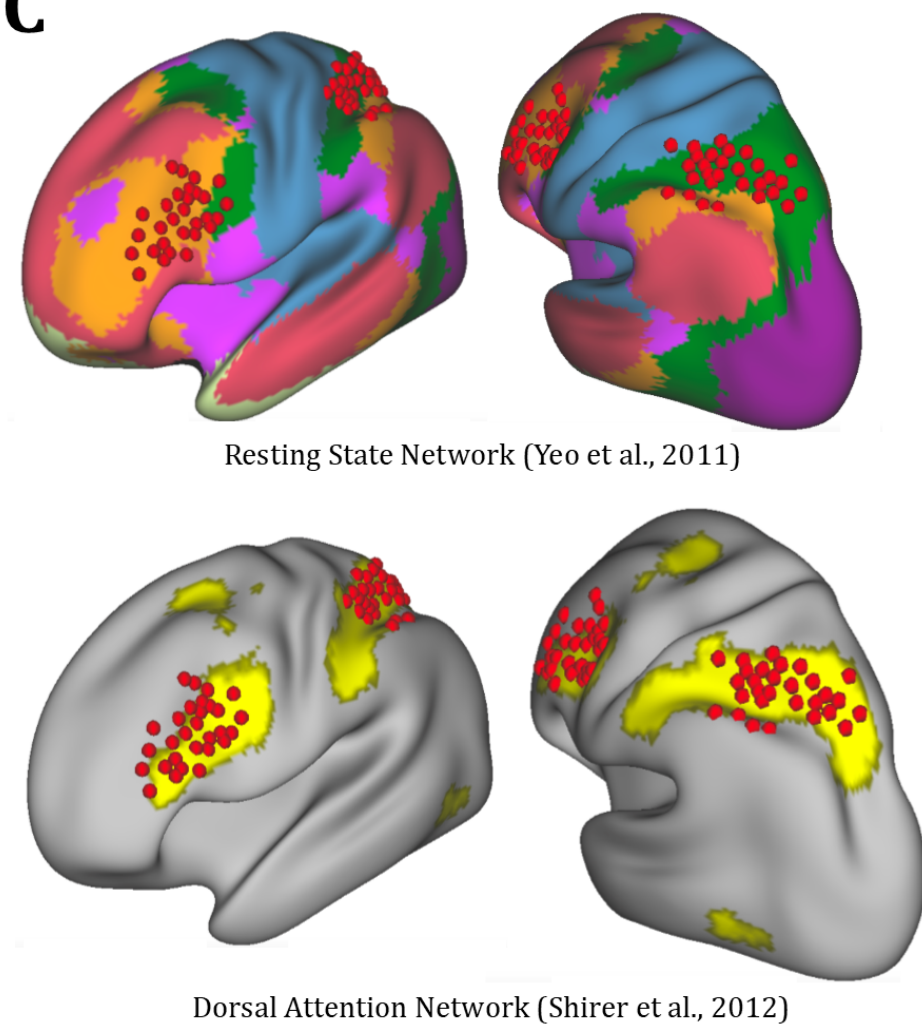 C
Resting State Network (Yeo et al., 2011)
Dorsal Attention Network (Shirer et al., 2012)